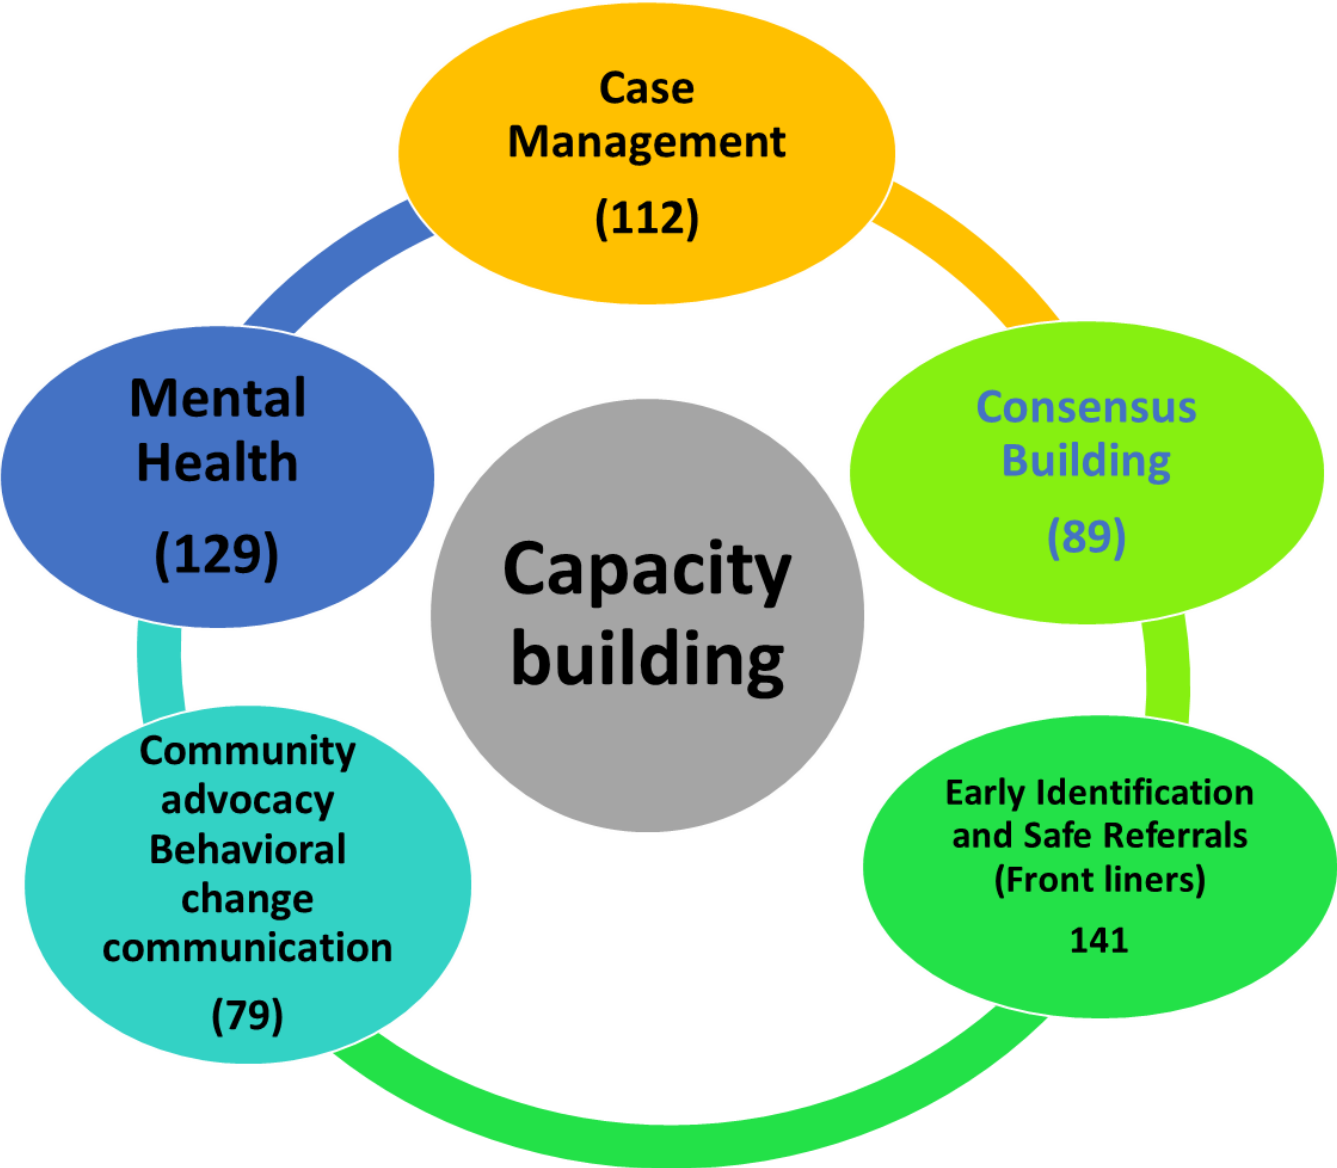 Case
Management
(112)
Mental
Health
(129)
Consensus
Building
(89)
Capacity
building
Community
advocacy
Behavioral
change
communication
(79)
Early Identification
and Safe Referrals
(Front liners)
141